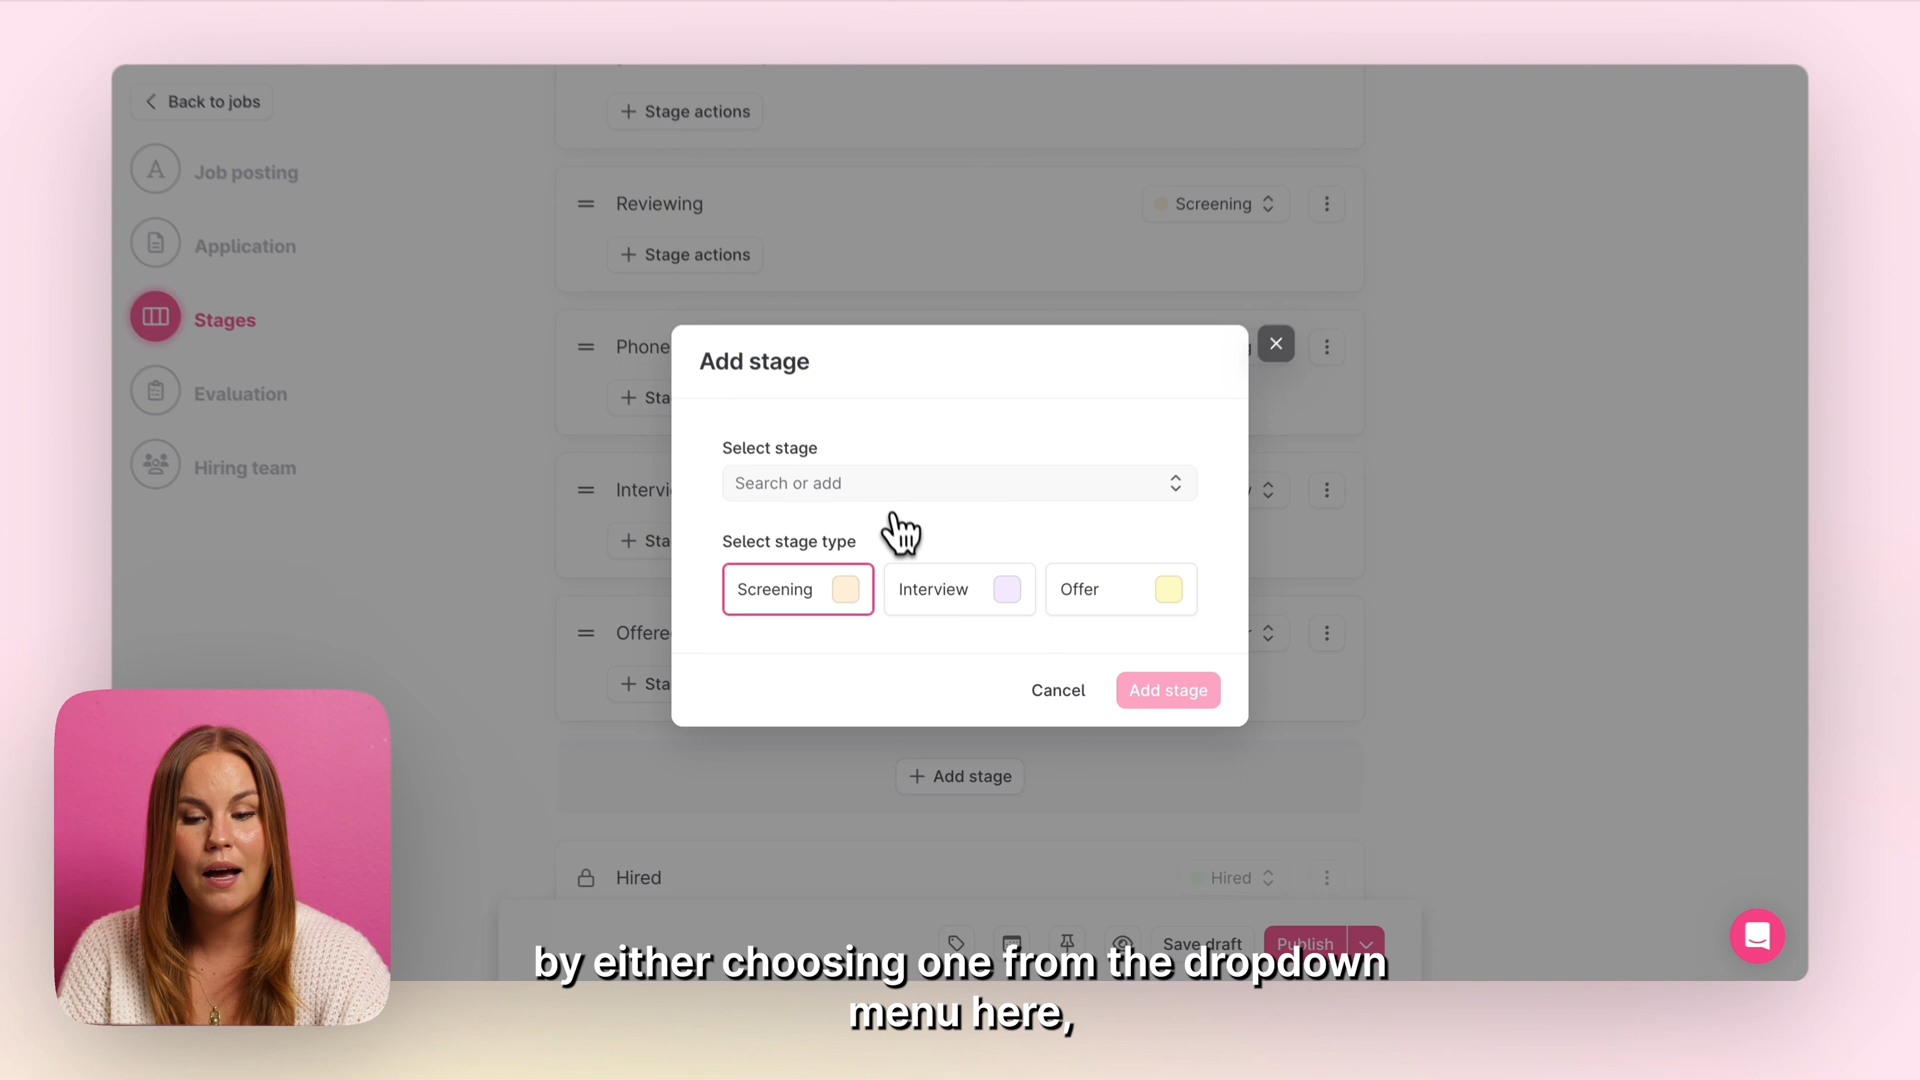 Back to jobs
Stage actions
Job posting
Reviewing
Screening
Stage actions
Application
Stages
Phone
Add stage
Sta
Evaluation
Select stage
Search or add
Intervi
Hiring team
Sta
Select stage type
Screening
Interview
Offer
Offere
Sta
Cancel
Add stage
Add stage
Hired
Hired
Save draft
Publish
by either choosing one from the dropdown
menu here,